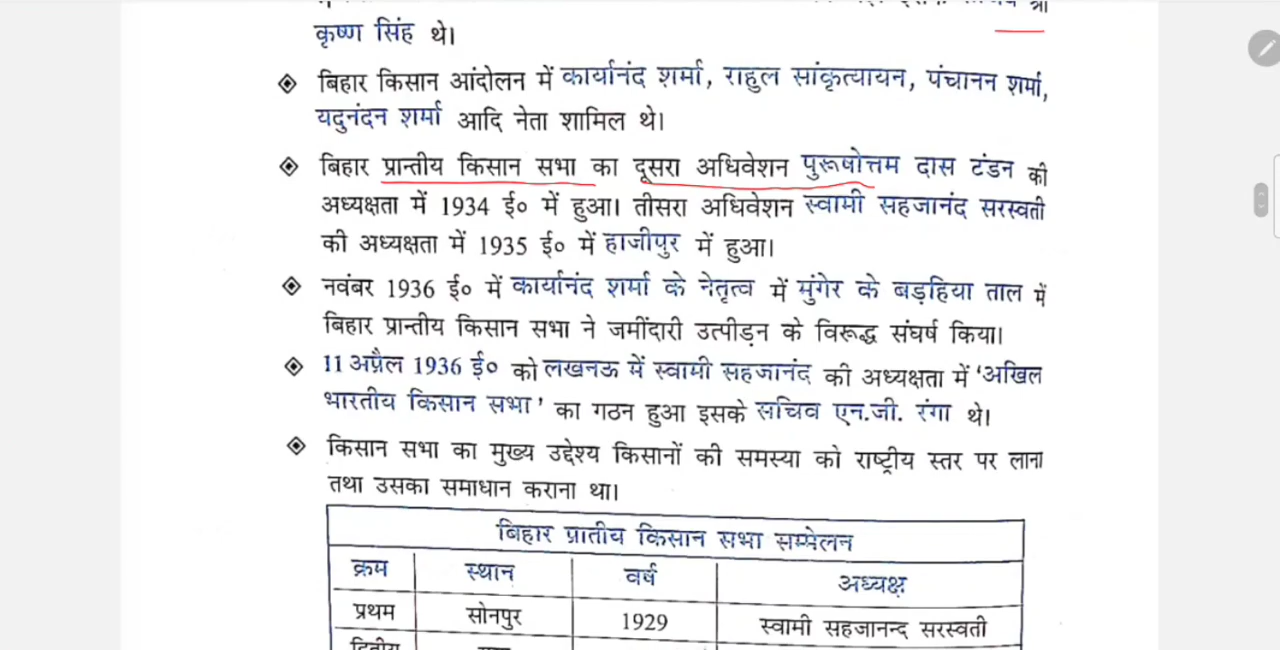 श्री
कृष्ण सिंह थे।
बिहार किसान आंदोलन में कार्यानंद शर्मा, राहुल सांकृत्यायन, पंचानन शर्मा,
यदुनंदन शर्मा आदि नेता शामिल थे।
बिहार प्रान्तीय किसान सभा का दूसरा अधिवेशन पुरूषोत्तम दास टंडन की
अध्यक्षता में 1934 ई० में हुआ। तीसरा अधिवेशन स्वामी सहजानंद सरस्वती
की अध्यक्षता में 1935 ई० में हाजीपुर में हुआ।
नवंबर 1936 ई० में कार्यानंद शर्मा के नेतृत्व में मुंगेर के बड़हिया ताल में
बिहार प्रान्तीय किसान सभा ने जमींदारी उत्पीड़न के विरूद्ध संघर्ष किया।
11 अप्रैल 1936 ई० को लखनऊ में स्वामी सहजानंद की अध्यक्षता में 'अखिल
भारतीय किसान सभा' का गठन हुआ इसके सचिव एन.जी. रंगा थे।
किसान सभा का मुख्य उद्देश्य किसानों की समस्या को राष्ट्रीय स्तर पर लाना
तथा उसका समाधान कराना था।
बिहार प्रातीय किसान सभा सम्मेलन
क्रम स्थान वर्ष अध्यक्ष
प्रथम सोनपुर 1929 स्वामी सहजानन्द सरस्वती